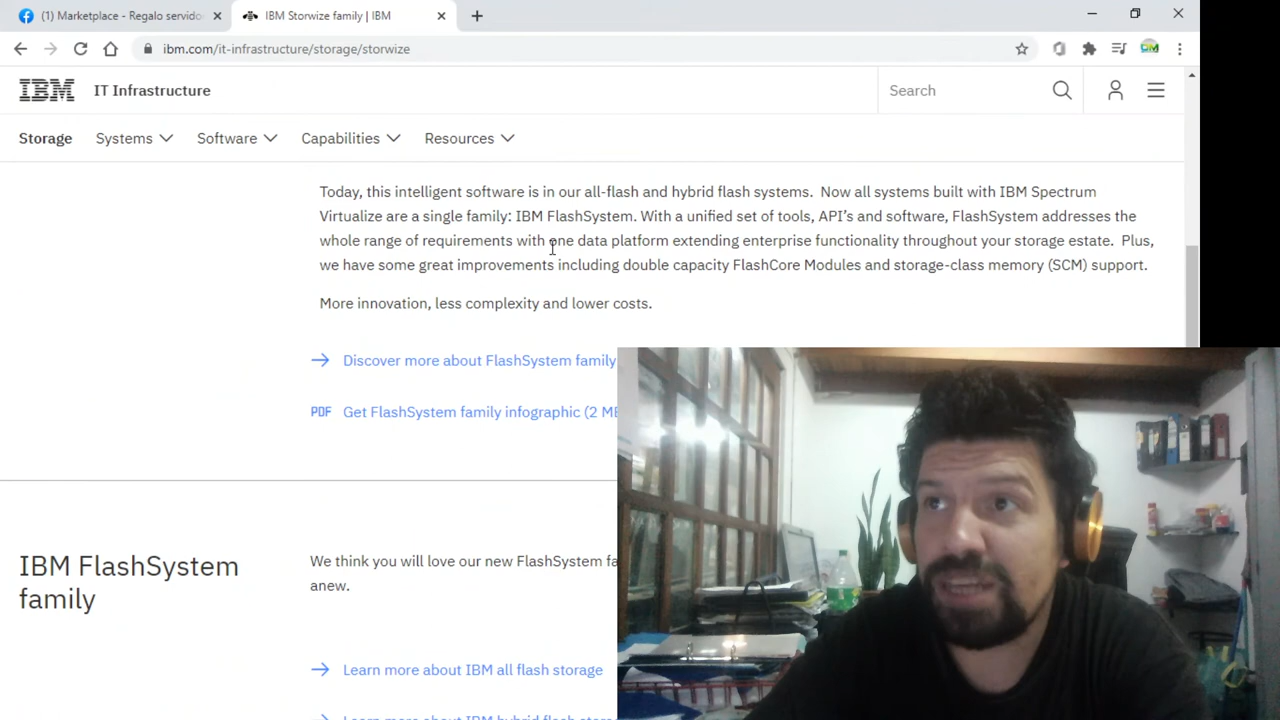 (1) Marketplace - Regalo servido
IBM Storwize family | IBM
ibm.com/it-infrastructure/storage/storwize
IBM
IT Infrastructure
Search
Storage
Systems
Software
Capabilities
Resources
Today, this intelligent software is in our all-flash and hybrid flash systems. Now all systems built with IBM Spectrum
Virtualize are a single family: IBM FlashSystem. With a unified set of tools, API's and software, FlashSystem addresses the
whole range of requirements with one data platform extending enterprise functionality throughout your storage estate. Plus,
we have some great improvements including double capacity FlashCore Modules and storage-class memory (SCM) support.
More innovation, less complexity and lower costs.
Discover more about FlashSystem family
PDF Get FlashSystem family infographic (2 MB
IBM FlashSystem
family
We think you will love our new FlashSystem fa
anew.
Learn more about IBM all flash storage